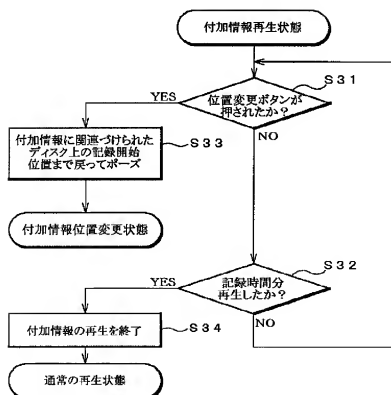 付加情報再生状態
S31
位置変更ボタンが
押されたか?
YES
NO
付加情報に関連づけられた
ディスク上の記録開始
位置まで戻ってポーズ
S33
付加情報位置変更状態
S32
YES
記録時間分
再生したか?
NO
付加情報の再生を終了
S34
通常の再生状態